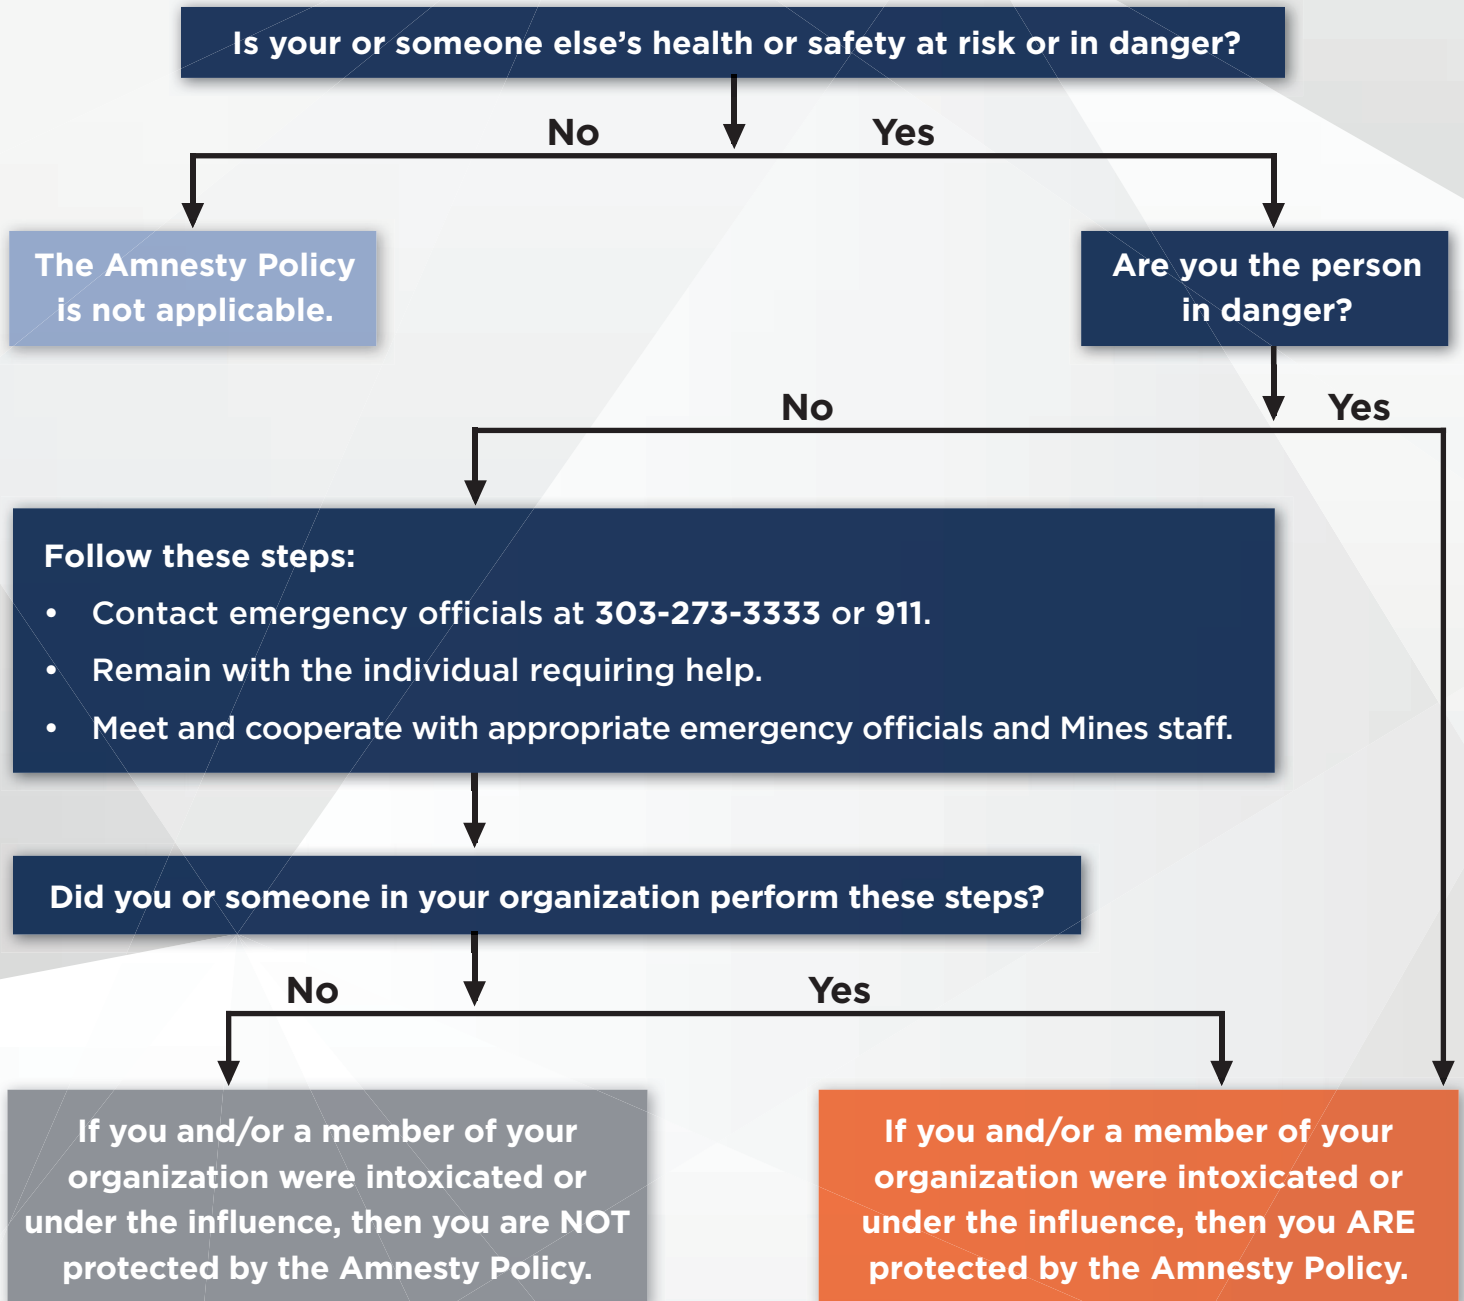 Is your or someone else’s health or safety at risk or in danger?
No
Yes
The Amnesty Policy
is not applicable.
Are you the person
in danger?
No
Yes
Follow these steps:
• Contact emergency officials at 303-273-3333 or 911.
• Remain with the individual requiring help.
• Meet and cooperate with appropriate emergency officials and Mines staff.
Did you or someone in your organization perform these steps?
No
Yes
If you and/or a member of your
organization were intoxicated or
under the influence, then you are NOT
protected by the Amnesty Policy.
If you and/or a member of your
organization were intoxicated or
under the influence, then you ARE
protected by the Amnesty Policy.